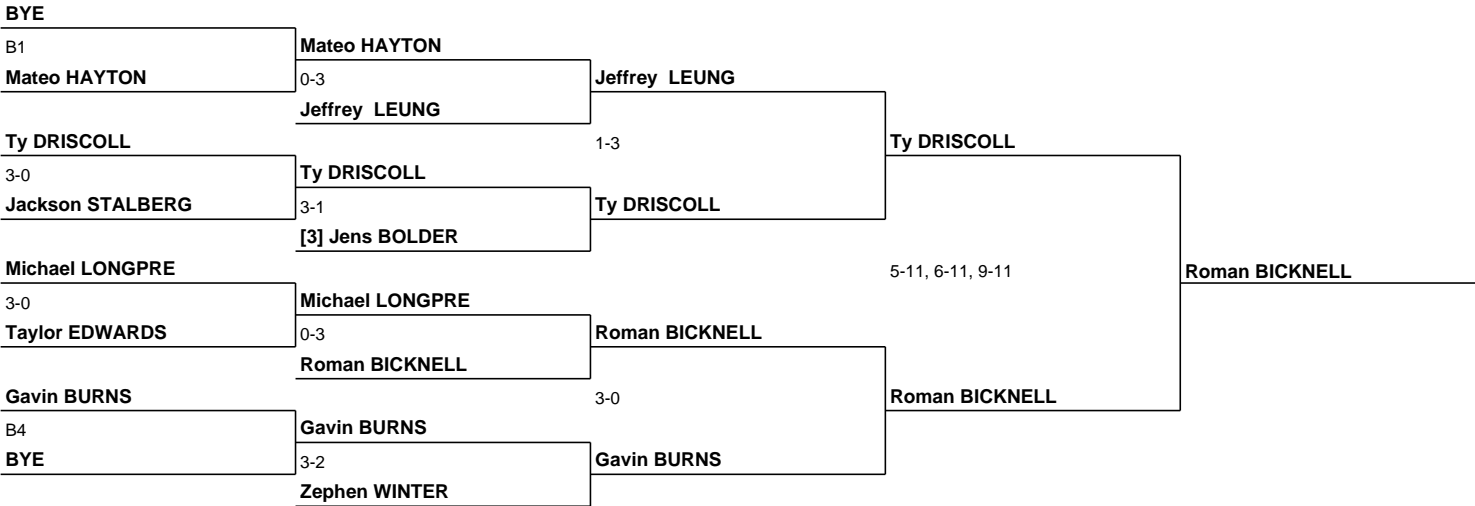 BYE
B1
Mateo HAYTON
Mateo HAYTON
0-3
Jeffrey  LEUNG
Jeffrey  LEUNG
Ty DRISCOLL
1-3
Ty DRISCOLL
3-0
Ty DRISCOLL
Jackson STALBERG
3-1
Ty DRISCOLL
[3] Jens BOLDER
Michael LONGPRE
5-11, 6-11, 9-11
Roman BICKNELL
3-0
Michael LONGPRE
Taylor EDWARDS
0-3
Roman BICKNELL
Roman BICKNELL
Gavin BURNS
3-0
Roman BICKNELL
B4
Gavin BURNS
BYE
3-2
Gavin BURNS
Zephen WINTER